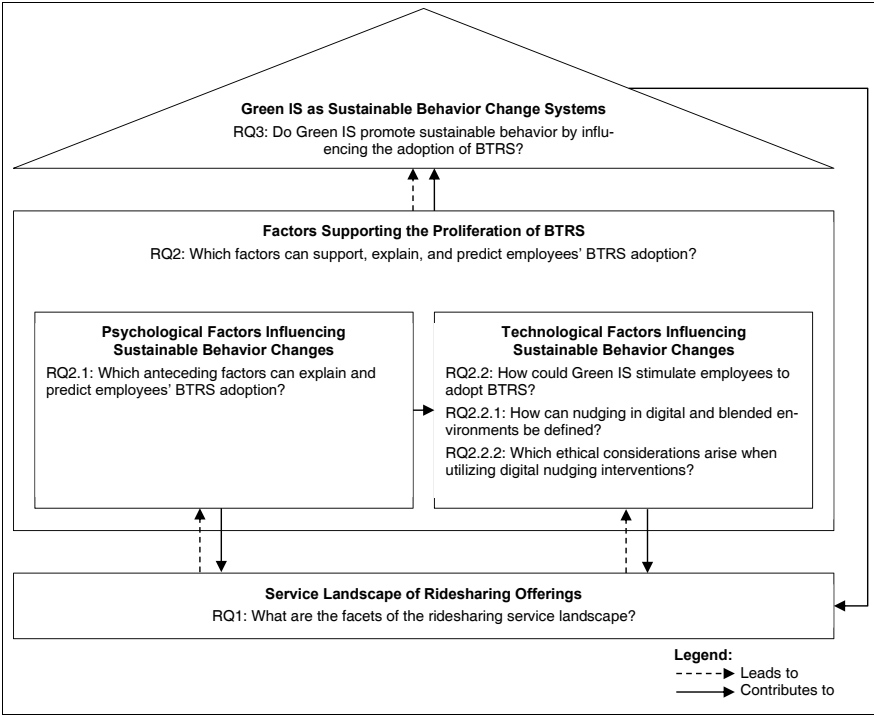 Green IS as Sustainable Behavior Change Systems
RQ3: Do Green IS promote sustainable behavior by influ-
encing the adoption of BTRS?
Factors Supporting the Proliferation of BTRS
RQ2: Which factors can support, explain, and predict employees' BTRS adoption?
Psychological Factors Influencing
Sustainable Behavior Changes
RQ2.1: Which anteceding factors can explain and
predict employees' BTRS adoption?
Technological Factors Influencing
Sustainable Behavior Changes
RQ2.2: How could Green IS stimulate employees to
adopt BTRS?
RQ2.2.1: How can nudging in digital and blended en-
vironments be defined?
RQ2.2.2: Which ethical considerations arise when
utilizing digital nudging interventions?
Service Landscape of Ridesharing Offerings
RQ1: What are the facets of the ridesharing service landscape?
Legend:
Leads to
Contributes to